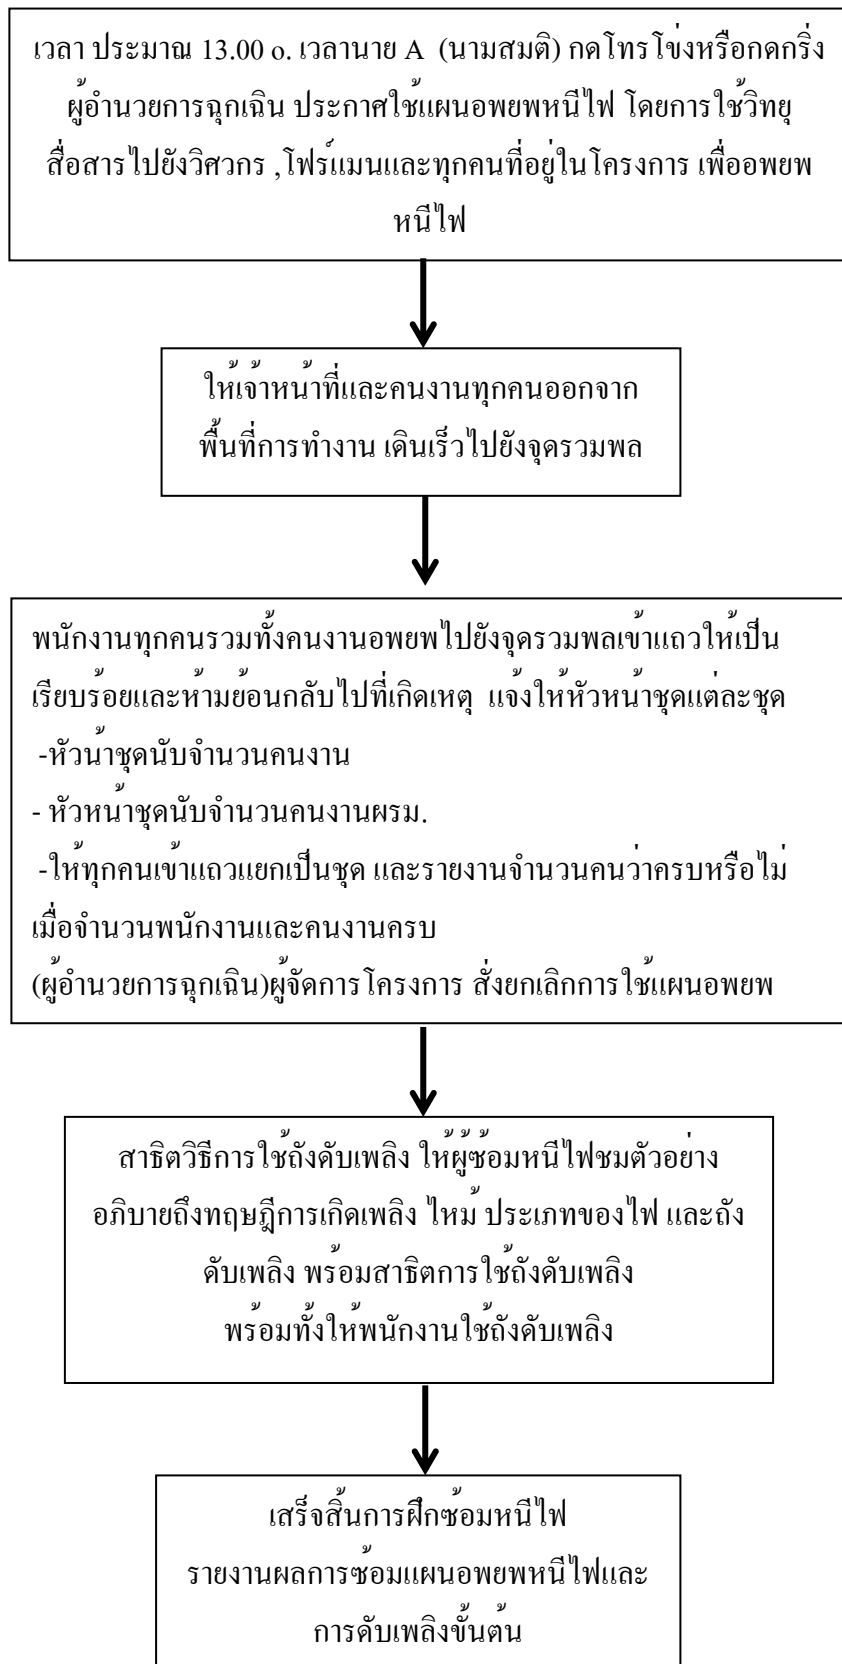 เวลา ประมาณ 13.00 o. เวลานาย A (นามสมติ) กดโทรโข่งหรือกดกริ่ง
ผู้อำนวยการฉุกเฉิน ประกาศใช้แผนอพยพหนีไฟ โดยการใช้วิทยุ
สื่อสารไปยังวิศวกร ,โฟร์แมนและทุกคนที่อยู่ในโครงการ เพื่ออพยพ
หนีไฟ
ให้เจ้าหน้าที่และคนงานทุกคนออกจาก
พื้นที่การทำงาน เดินเร็วไปยังจุดรวมพล
พนักงานทุกคนรวมทั้งคนงานอพยพไปยังจุดรวมพลเข้าแถวให้เป็น
เรียบร้อยและห้ามย้อนกลับไปที่เกิดเหตุ แจ้งให้หัวหน้าชุดแต่ละชุด
-หัวน้าชุดนับจำนวนคนงาน
- หัวหน้าชุดนับจำนวนคนงานผรม.
-ให้ทุกคนเข้าแถวแยกเป็นชุด และรายงานจำนวนคนว่าครบหรือไม่
เมื่อจำนวนพนักงานและคนงานครบ
(ผู้อำนวยการฉุกเฉิน)ผู้จัดการโครงการ สั่งยกเลิกการใช้แผนอพยพ
สาธิตวิธีการใช้ถังดับเพลิง ให้ผู้ซ้อมหนีไฟชมตัวอย่าง
อภิบายถึงทฤษฎีการเกิดเพลิง ไหม้ ประเภทของไฟ และถัง
ดับเพลิง พร้อมสาธิตการใช้ถังดับเพลิง
พร้อมทั้งให้พนักงานใช้ถังดับเพลิง
เสร็จสิ้นการฝึกซ้อมหนีไฟ
รายงานผลการซ้อมแผนอพยพหนีไฟและ
การดับเพลิงขั้นต้น